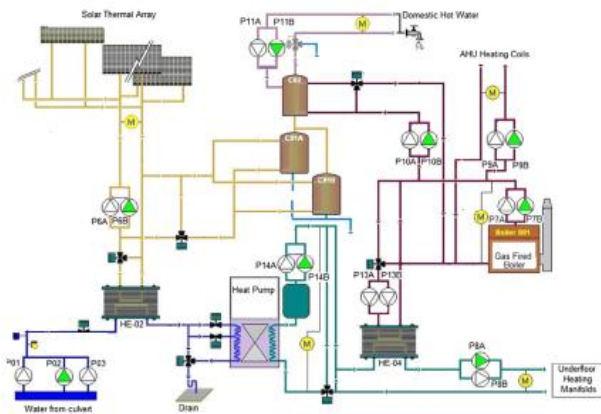 Solar Thermal Array
P11A
P11B
M
Domestic Hot Water
AHU Heating Coils
M
C02
M
P10A
P10B
P9A
P9B
C01A
C01B
P6A
P6B
M
P7A
P7B
Boiler B01
Gas Fired
Boiler
P14A
P14B
P13A
P13B
Heat Pump
HE-02
M
HE-04
P8A
P8B
M
Underfloor
Heating
Manifolds
P01
P02
P03
Water from culvert
Drain